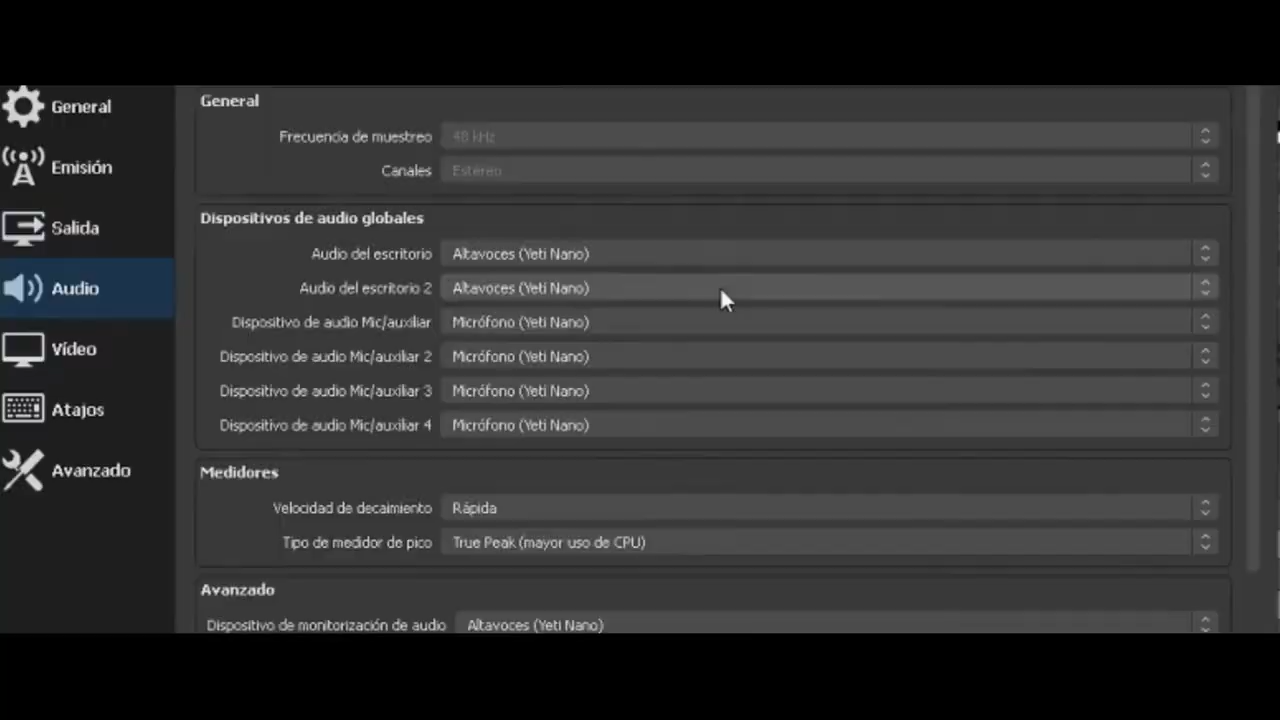 General
Emisión
Salida
Audio
Vídeo
Atajos
Avanzado
General
Frecuencia de muestreo 48 kHz
Canales Estéreo
Dispositivos de audio globales
Audio del escritorio Altavoces (Yeti Nano)
Audio del escritorio 2 Altavoces (Yeti Nano)
Dispositivo de audio Mic/auxiliar Micrófono (Yeti Nano)
Dispositivo de audio Mic/auxiliar 2 Micrófono (Yeti Nano)
Dispositivo de audio Mic/auxiliar 3 Micrófono (Yeti Nano)
Dispositivo de audio Mic/auxiliar 4 Micrófono (Yeti Nano)
Medidores
Velocidad de decaimiento Rápida
Tipo de medidor de pico True Peak (mayor uso de CPU)
Avanzado
Dispositivo de monitorización de audio Altavoces (Yeti Nano)